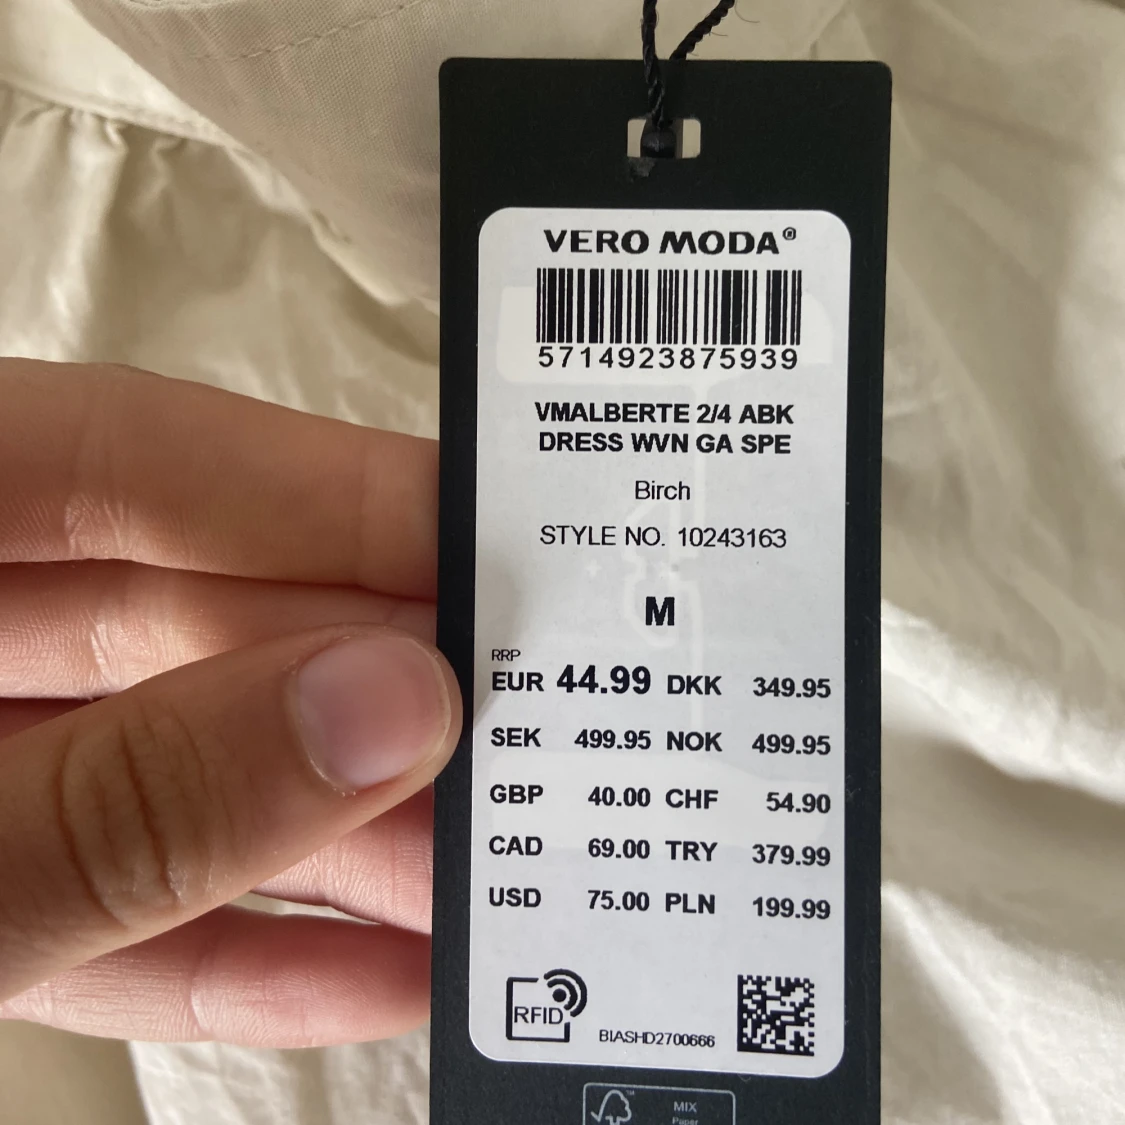 VERO MODA®
5714923875939
VMALBERTE 2/4 ABK
DRESS WVN GA SPE
Birch
STYLE NO. 10243163
M
RRP
EUR 44.99 DKK 349.95
SEK 499.95 NOK 499.95
GBP 40.00 CHF 54.90
CAD 69.00 TRY 379.99
USD 75.00 PLN 199.99
RFID
BIASHD2700666
MIX
Paper